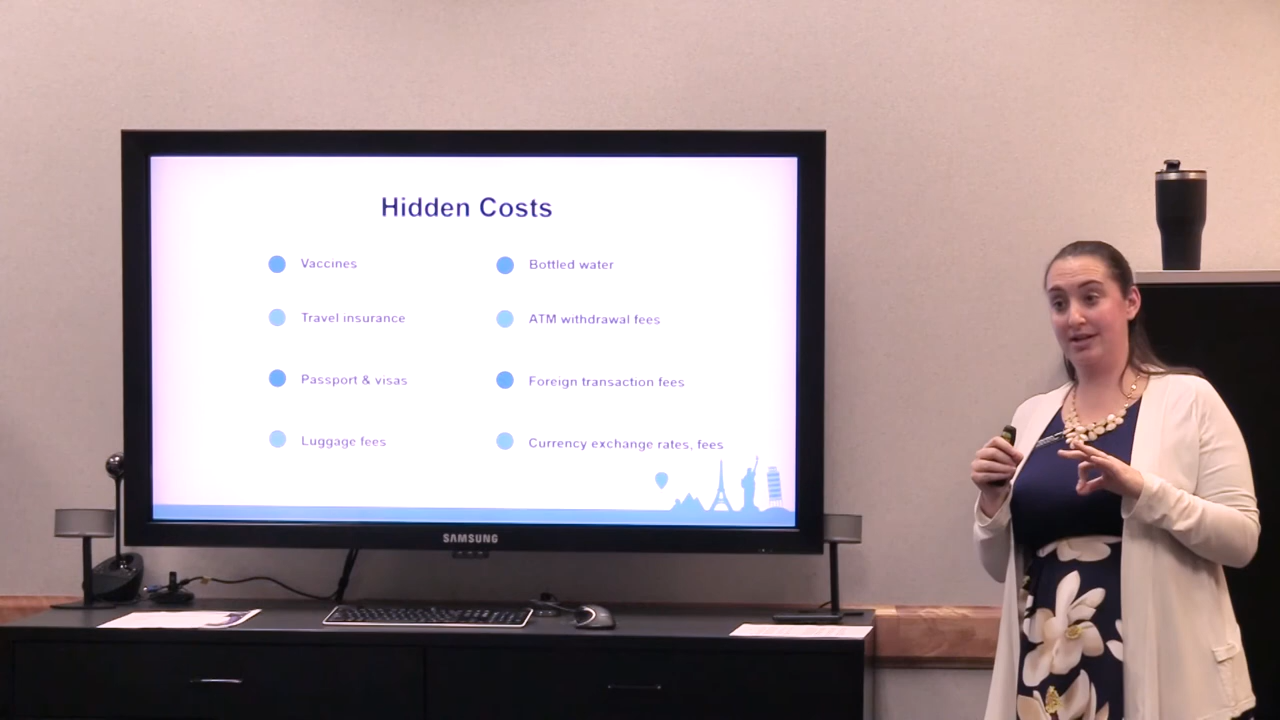 Hidden Costs
Vaccines
Travel insurance
Passport & visas
Luggage fees
Bottled water
ATM withdrawal fees
Foreign transaction fees
Currency exchange rates, fees
SAMSUNG